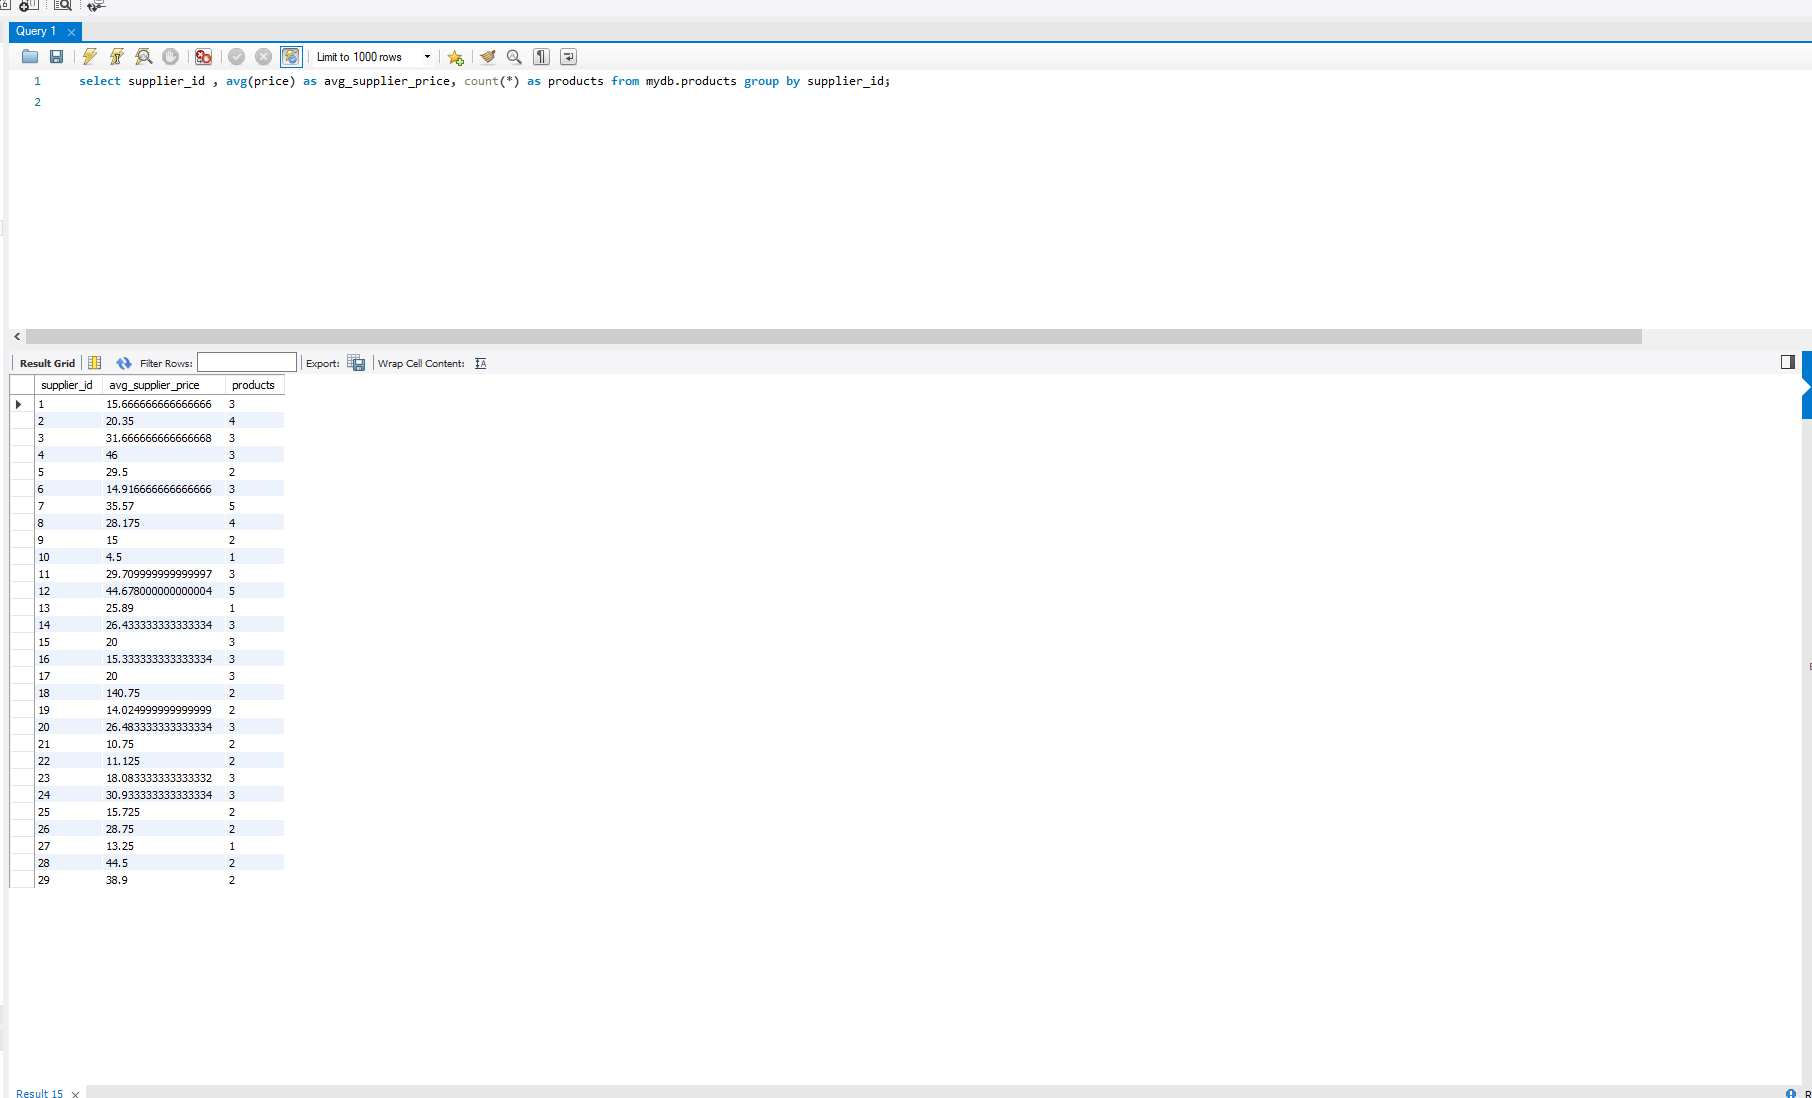 Query 1
Limit to 1000 rows
1 select supplier_id , avg(price) as avg_supplier_price, count(*) as products from mydb.products group by supplier_id;
2
Result Grid Filter Rows: Export: Wrap Cell Content:
supplier_id avg_supplier_price products
1 15.666666666666666 3
2 20.35 4
3 31.666666666666668 3
4 46 3
5 29.5 2
6 14.916666666666666 3
7 35.57 5
8 28.175 4
9 15 2
10 4.5 1
11 29.709999999999997 3
12 44.678000000000004 5
13 25.89 1
14 26.433333333333334 3
15 20 3
16 15.333333333333334 3
17 20 3
18 140.75 2
19 14.024999999999999 2
20 26.483333333333334 3
21 10.75 2
22 11.125 2
23 18.083333333333332 3
24 30.933333333333334 3
25 15.725 2
26 28.75 2
27 13.25 1
28 44.5 2
29 38.9 2
Result 15